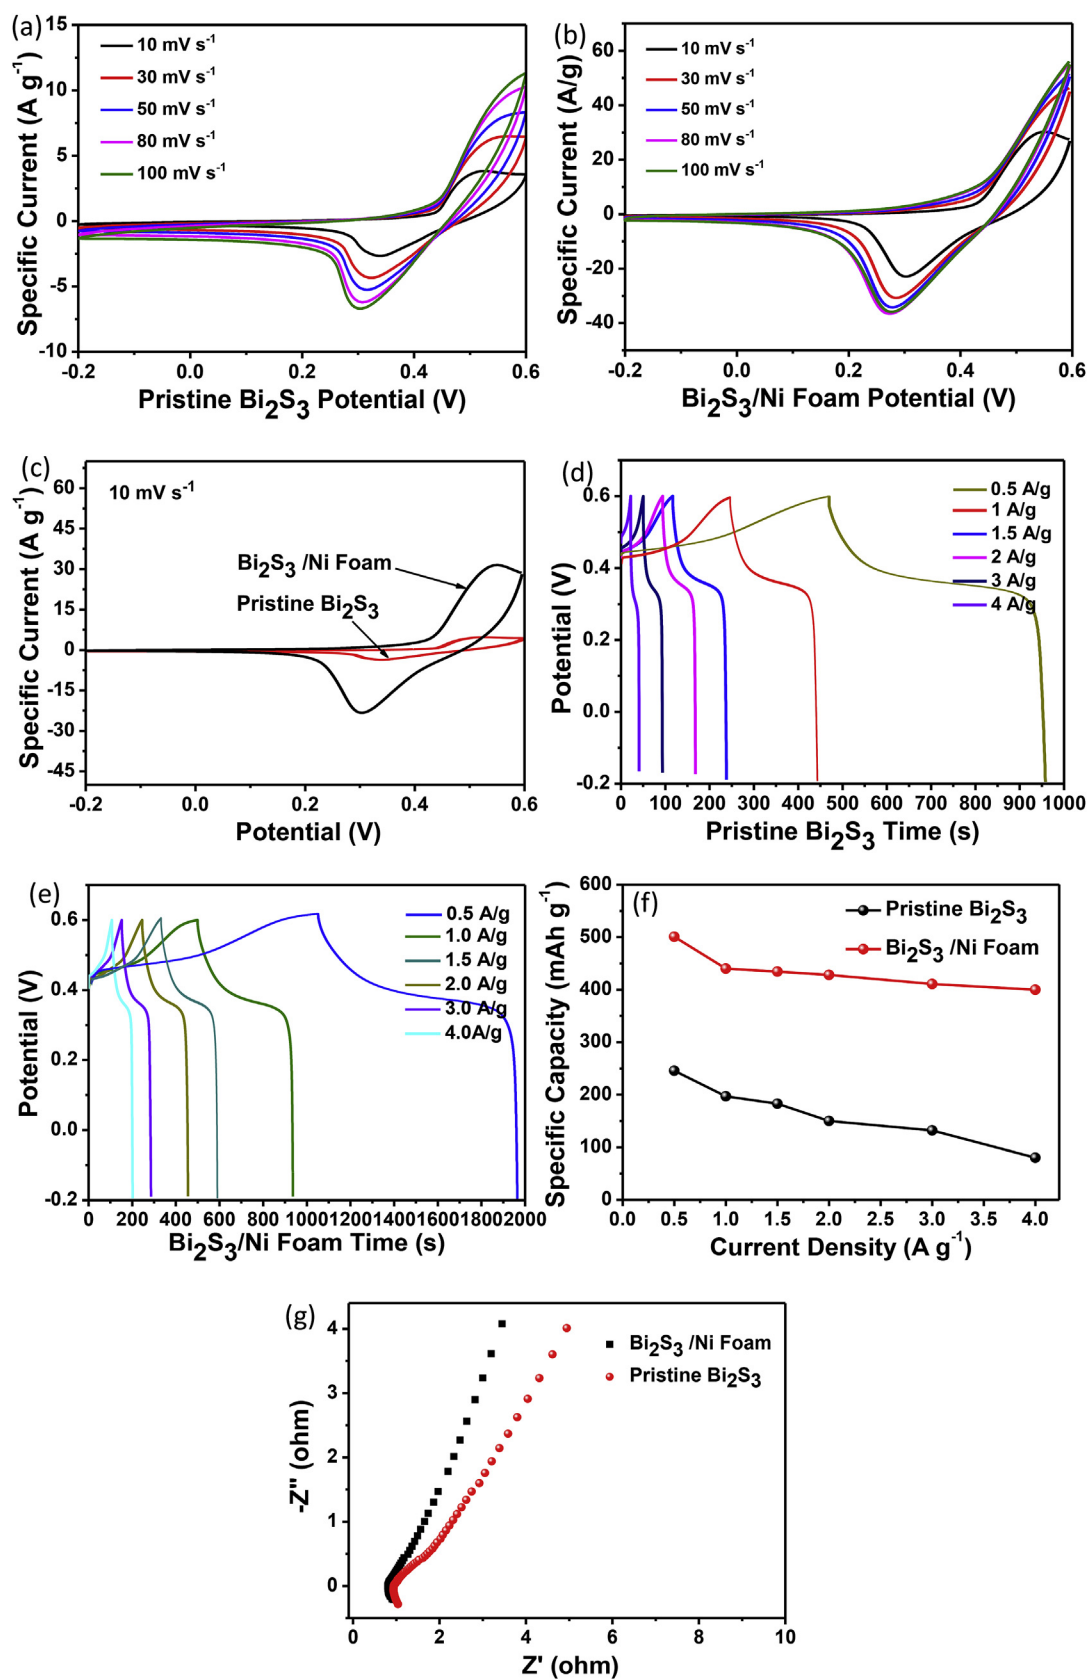 (a)
15
10
5
0
-5
-10
Specific Current (A g⁻¹)
10 mV s⁻¹
30 mV s⁻¹
50 mV s⁻¹
80 mV s⁻¹
100 mV s⁻¹
-0.2 0.0 0.2 0.4 0.6
Pristine Bi₂S₃ Potential (V)
(b)
60
40
20
0
-20
-40
Specific Current (A/g)
10 mV s⁻¹
30 mV s⁻¹
50 mV s⁻¹
80 mV s⁻¹
100 mV s⁻¹
-0.2 0.0 0.2 0.4 0.6
Bi₂S₃/Ni Foam Potential (V)
(c)
60
45
30
15
0
-15
-30
-45
Specific Current (A g⁻¹)
10 mV s⁻¹
Bi₂S₃ /Ni Foam
Pristine Bi₂S₃
-0.2 0.0 0.2 0.4 0.6
Potential (V)
(d)
0.6
0.4
0.2
0.0
-0.2
Potential (V)
0.5 A/g
1 A/g
1.5 A/g
2 A/g
3 A/g
4 A/g
0 100 200 300 400 500 600 700 800 900 1000
Pristine Bi₂S₃ Time (s)
(e)
0.6
0.4
0.2
0.0
-0.2
Potential (V)
0.5 A/g
1.0 A/g
1.5 A/g
2.0 A/g
3.0 A/g
4.0A/g
0 200 400 600 800 1000 1200 1400 1600 1800 2000
Bi₂S₃/Ni Foam Time (s)
(f)
600
500
400
300
200
100
0
Specific Capacity (mAh g⁻¹)
Pristine Bi₂S₃
Bi₂S₃ /Ni Foam
0.0 0.5 1.0 1.5 2.0 2.5 3.0 3.5 4.0
Current Density (A g⁻¹)
(g)
4
3
2
1
0
-Z'' (ohm)
Bi₂S₃ /Ni Foam
Pristine Bi₂S₃
0 2 4 6 8 10
Z' (ohm)